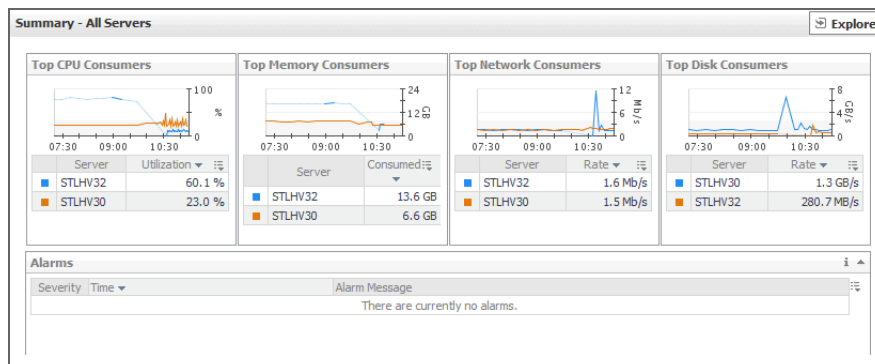 Summary - All Servers
Explore
Top CPU Consumers
100
%
0
07:30 09:00 10:30
Server Utilization
STLHV32 60.1 %
STLHV30 23.0 %
Top Memory Consumers
24
12
GB
0
07:30 09:00 10:30
Server Consumed
STLHV32 13.6 GB
STLHV30 6.6 GB
Top Network Consumers
12
6
Mb/s
0
07:30 09:00 10:30
Server Rate
STLHV32 1.6 Mb/s
STLHV30 1.5 Mb/s
Top Disk Consumers
8
4
GB/s
0
07:30 09:00 10:30
Server Rate
STLHV30 1.3 GB/s
STLHV32 280.7 MB/s
Alarms i
Severity Time Alarm Message
There are currently no alarms.